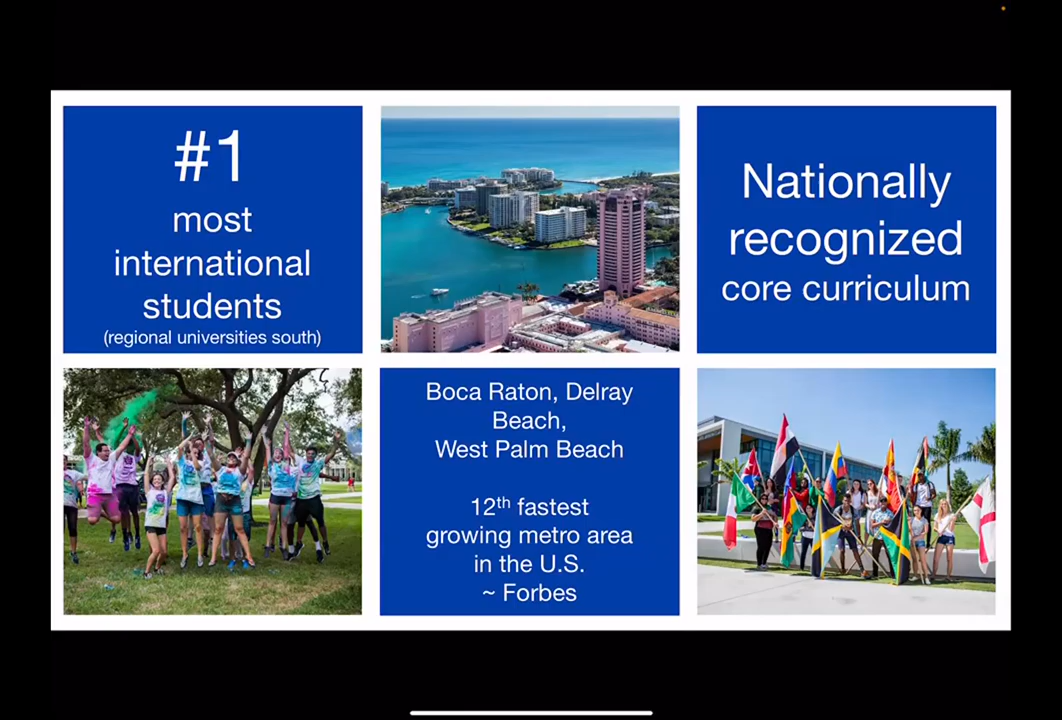 #1
most
international
students
(regional universities south)
Nationally
recognized
core curriculum
Boca Raton, Delray
Beach,
West Palm Beach
12th fastest
growing metro area
in the U.S.
~ Forbes